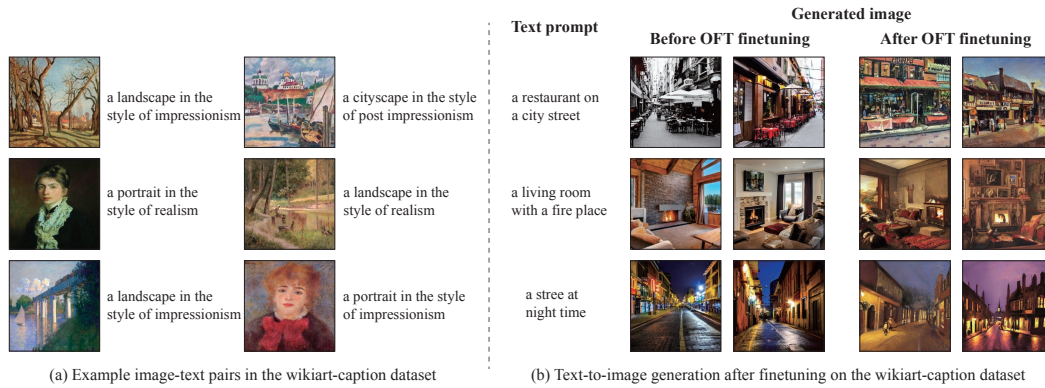 a landscape in the
style of impressionism
a cityscape in the style
of post impressionism
a portrait in the
style of realism
a landscape in the
style of realism
a landscape in the
style of impressionism
a portrait in the style
of impressionism
(a) Example image-text pairs in the wikiart-caption dataset
Generated image
Text prompt
Before OFT finetuning
After OFT finetuning
a restaurant on
a city street
a living room
with a fire place
a stree at
night time
(b) Text-to-image generation after finetuning on the wikiart-caption dataset